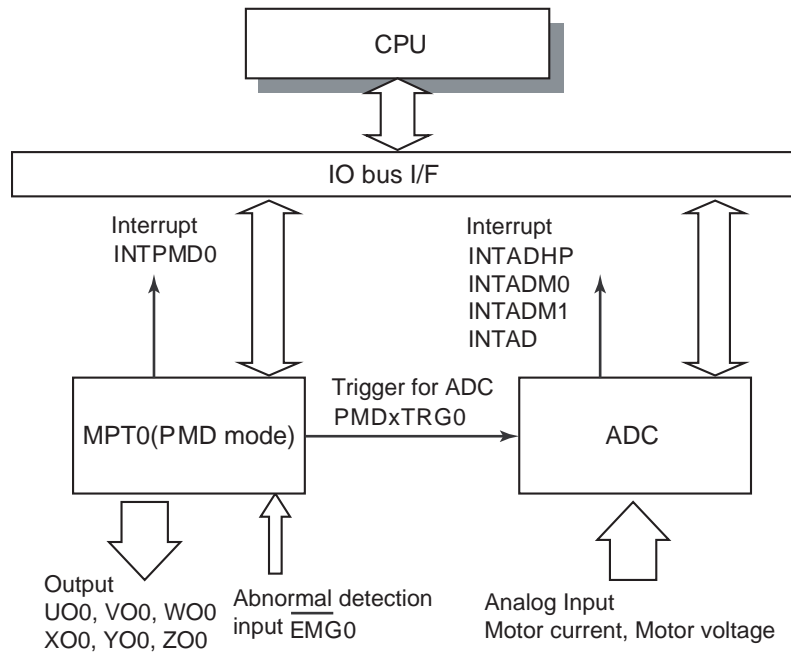 CPU
IO bus I/F
Interrupt
INTPMD0
Interrupt
INTADHP
INTADM0
INTADM1
INTAD
MPT0(PMD mode)
Trigger for ADC
PMDxTRG0
ADC
Output
UO0, VO0, WO0
XO0, YO0, ZO0
Abnormal detection
input E̅M̅G̅0̅
Analog Input
Motor current, Motor voltage